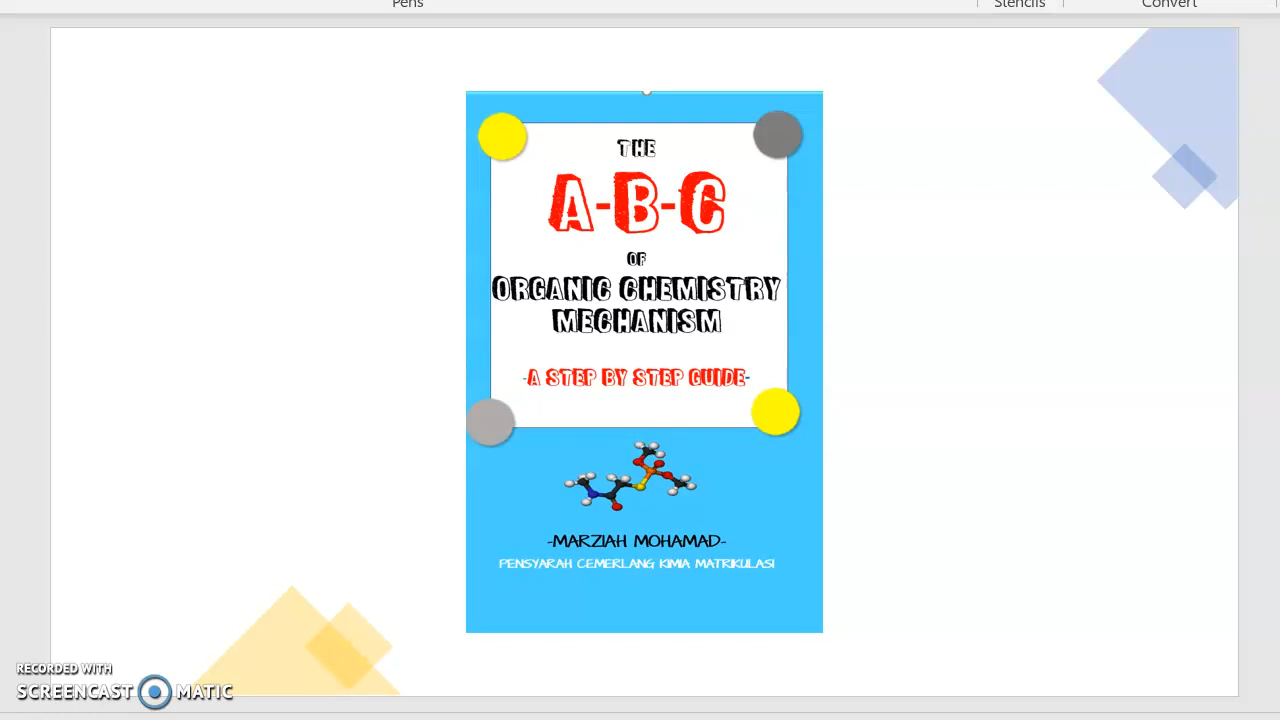 Pens
Stencils
Convert
THE
A-B-C
OF
ORGANIC CHEMISTRY
MECHANISM
-A STEP BY STEP GUIDE-
-MARZIAH MOHAMAD-
PENSYARAH CEMERLANG KIMIA MATRIKULASI
RECORDED WITH
SCREENCAST MATIC